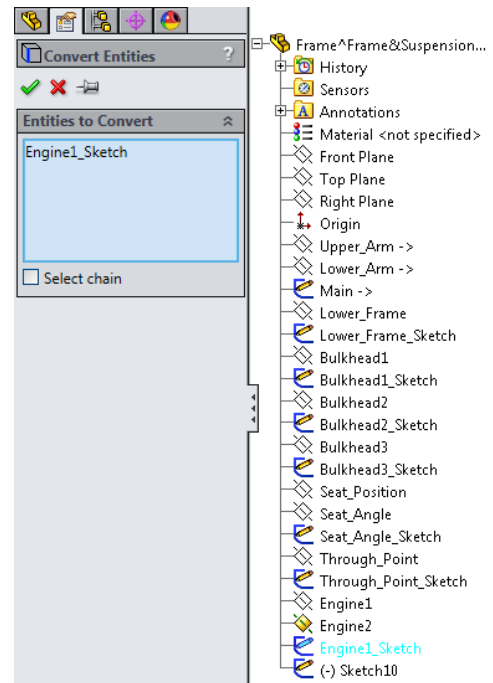 Convert Entities ?
Entities to Convert
Engine1_Sketch
Select chain
Frame^Frame&Suspension...
History
Sensors
A Annotations
Material <not specified>
Front Plane
Top Plane
Right Plane
Origin
Upper_Arm ->
Lower_Arm ->
Main ->
Lower_Frame
Lower_Frame_Sketch
Bulkhead1
Bulkhead1_Sketch
Bulkhead2
Bulkhead2_Sketch
Bulkhead3
Bulkhead3_Sketch
Seat_Position
Seat_Angle
Seat_Angle_Sketch
Through_Point
Through_Point_Sketch
Engine1
Engine2
Engine1_Sketch
(-) Sketch10